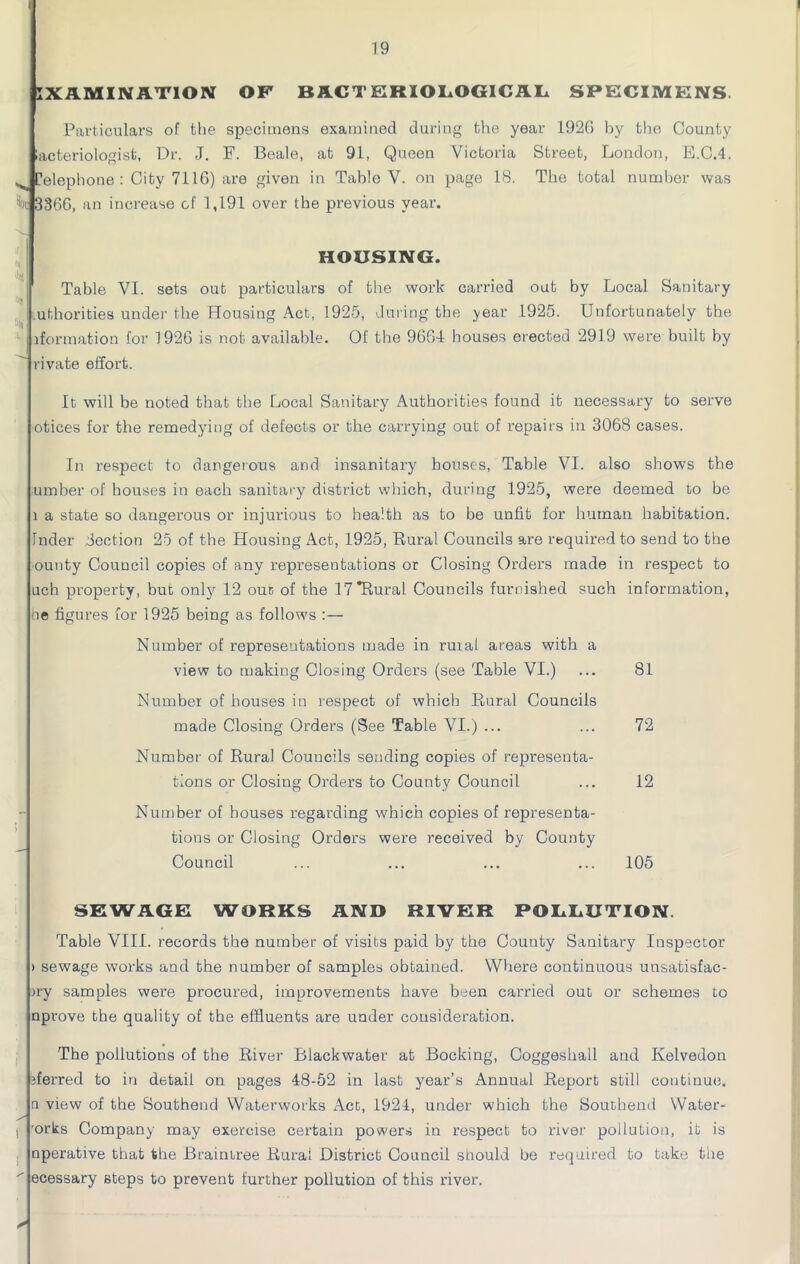 19
XAMINATION OF BACTERIOLOGICAL SPECIMENS.
Particulars of the specimens examined during the year 1926 by the County
acteriologist, Dr. J. F. Beale, at 91, Queen Victoria Street, London, E.C.4.
elephone : City 7116) are given in Table V. on page 18. The total number was
3366, an increase of 1,191 over the previous year.
HOUSING.
Table VI. sets out particulars of the work carried out by Local Sanitary
uthorities under the Housing Act, 1925, during the year 1925. Unfortunately the
formation for 1926 is not available. Of the 9664 houses erected 2919 were built by
rivate effort.
It will be noted that the Local Sanitary Authorities found it necessary to serve
otices for the remedying of defects or the carrying out of repairs in 3068 cases.
In respect to dangerous and insanitary houses, Table VI. also shows the
umber of houses in each sanitary district which, during 1925, were deemed to be
a state so dangerous or injurious to health as to be unfit for human habitation.
nder Section 25 of the Housing Act, 1925, Rural Councils are required to send to the
ounty Council copies of any representations or Closing Orders made in respect to
uch property, but only 12 out of the 17 Rural Councils furnished such information,
he figures for 1925 being as follows :—
Number of representations made in rural areas with a
view to making Closing Orders (see Table VI.) ... 81
Number of houses in respect of which Rural Councils
made Closing Orders (See Table VI.) ... ... 72
Number of Rural Councils sending copies of representa-
tions or Closing Orders to County Council ... 12
Number of houses regarding which copies of representa-
tions or Closing Orders were received by County
Council ... ... ... ... 105
SEWAGE WORKS AND RIVER POLLUTION.
Table VIII. records the number of visits paid by the County Sanitary Inspector
sewage works and the number of samples obtained. Where continuous unsatisfac-
ory samples were procured, improvements have been carried out or schemes to
mprove the quality of the effluents are under consideration.
The pollutions of the River Blackwater at Bocking, Coggeshall and Kelvedon
eferred to in detail on pages 48-52 in last year's Annual Report still continue.
n view of the Southend Waterworks Act, 1924, under which the Southend Water-
orks Company may exercise certain powers in respect to river pollution, it is
mperative that the Braintree Rural District Council should be required to take the
ecessary steps to prevent further pollution of this river.